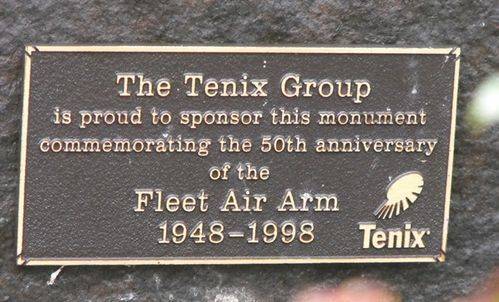 The Tenix Group
is proud to sponsor this monument
commemorating the 50th anniversary
of the
Fleet Air Arm
1948-1998
Tenix